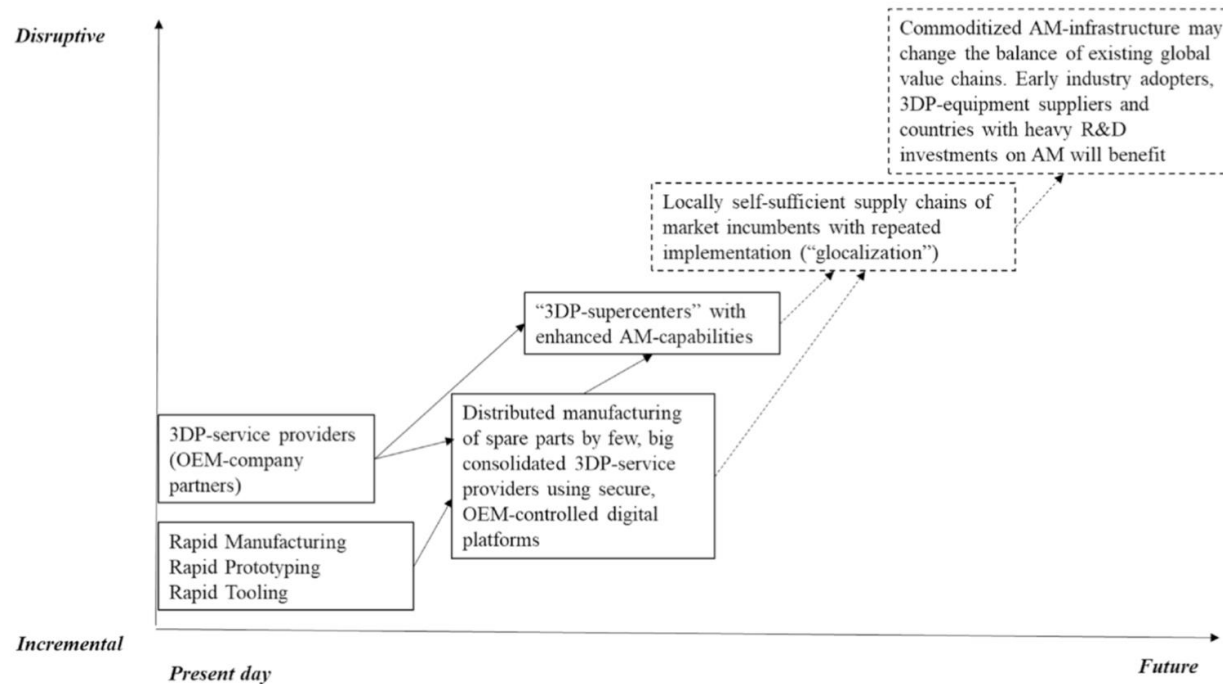 Disruptive
Commoditized AM-infrastructure may
change the balance of existing global
value chains. Early industry adopters,
3DP-equipment suppliers and
countries with heavy R&D
investments on AM will benefit
Locally self-sufficient supply chains of
market incumbents with repeated
implementation (“glocalization”)
“3DP-supercenters” with
enhanced AM-capabilities
3DP-service providers
(OEM-company
partners)
Distributed manufacturing
of spare parts by few, big
consolidated 3DP-service
providers using secure,
OEM-controlled digital
platforms
Rapid Manufacturing
Rapid Prototyping
Rapid Tooling
Incremental
Present day
Future